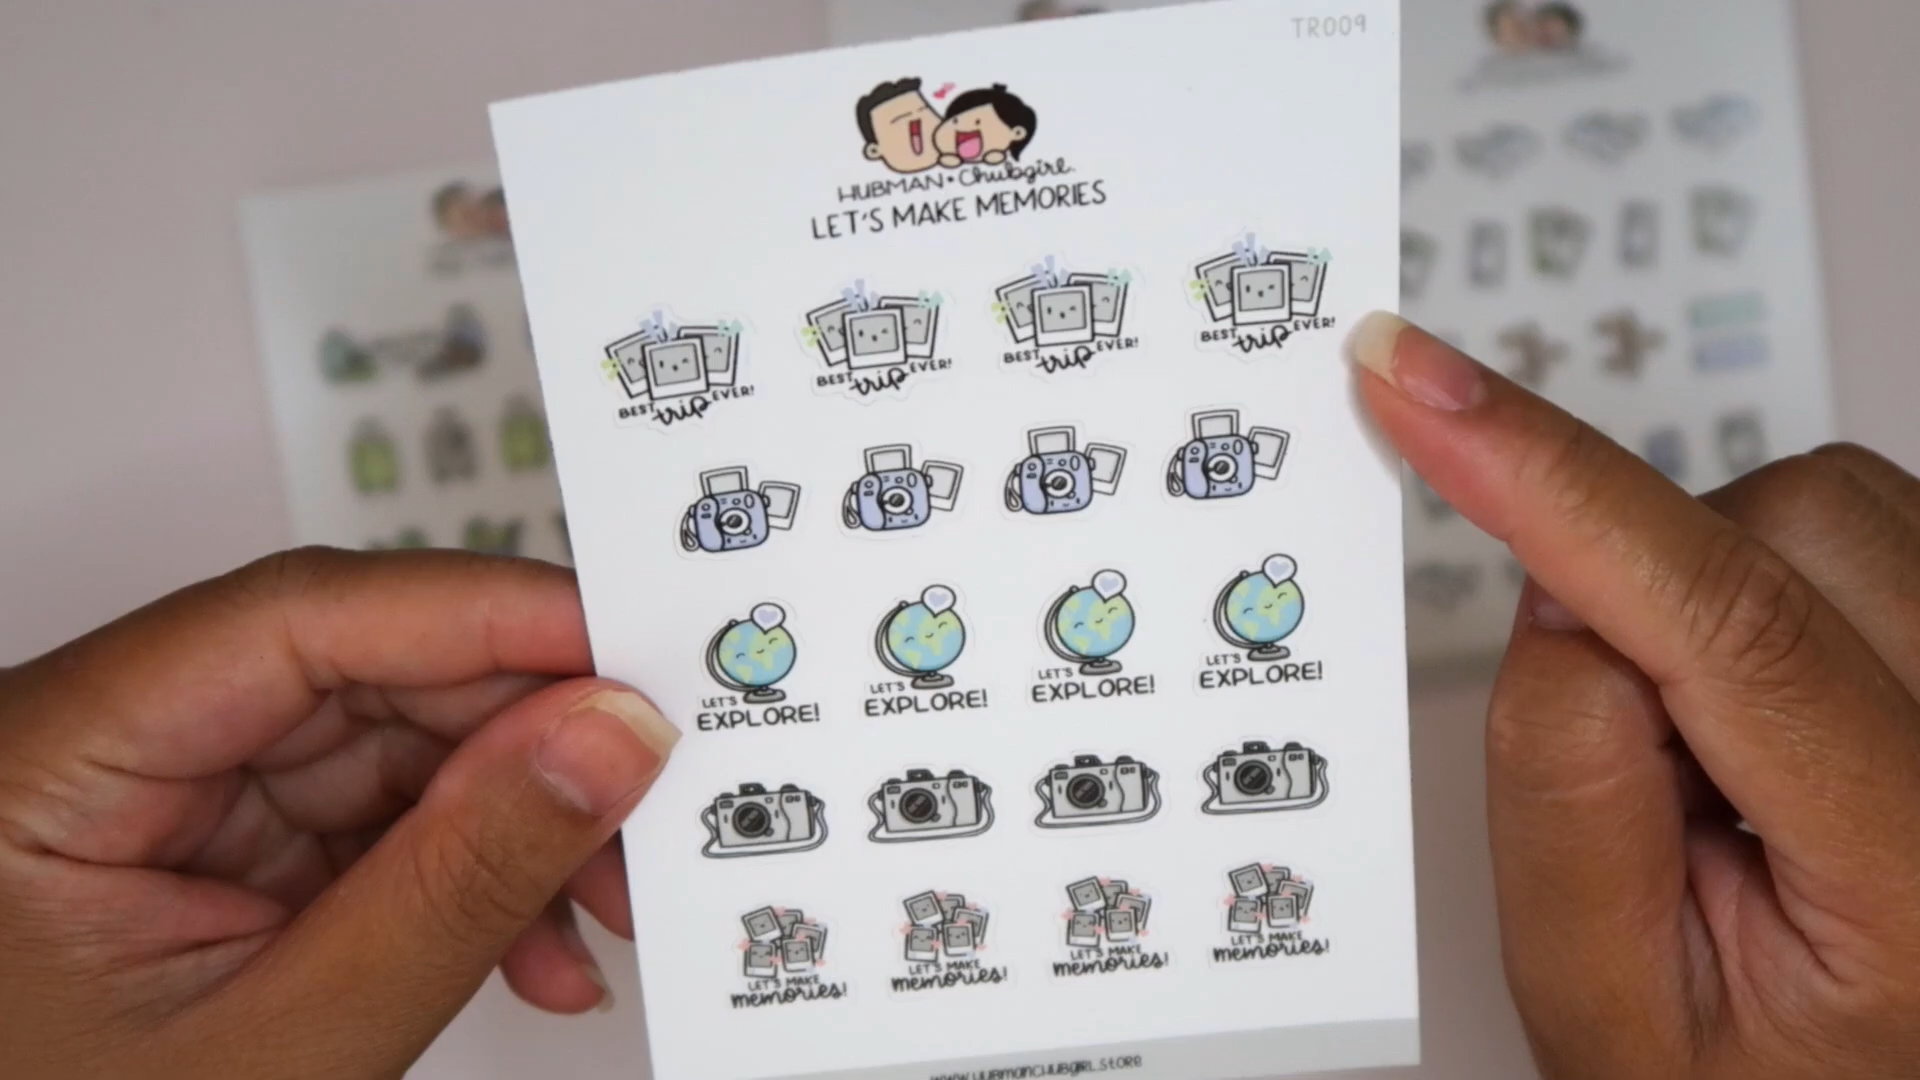 TR009
HUBMAN • Chubgirl
LET'S MAKE MEMORIES
BEST trip EVER!
BEST trip EVER!
BEST trip EVER!
BEST trip EVER!
LET'S
EXPLORE!
LET'S
EXPLORE!
LET'S
EXPLORE!
LET'S
EXPLORE!
LET'S MAKE
memories!
LET'S MAKE
memories!
LET'S MAKE
memories!
LET'S MAKE
memories!
WWW.HUBMANCHUBGIRL.STORE